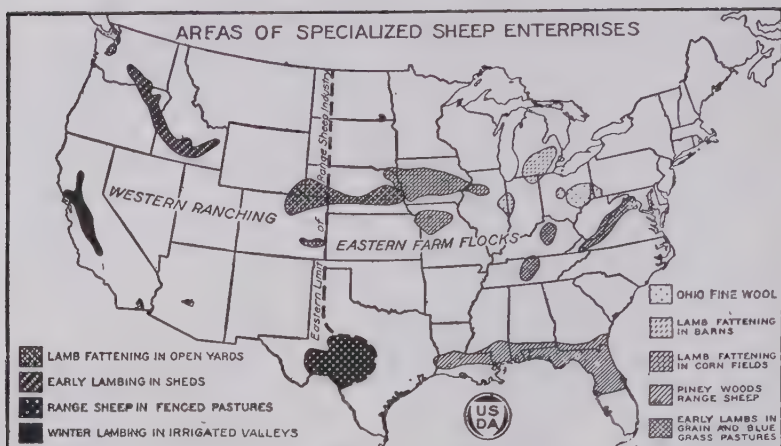 AREAS OF SPECIALIZED SHEEP ENTERPRISES
Eastern Limit of Range Sheep Industry
WESTERN RANCHING
EASTERN FARM FLOCKS
LAMB FATTENING IN OPEN YARDS
EARLY LAMBING IN SHEDS
RANGE SHEEP IN FENCED PASTURES
WINTER LAMBING IN IRRIGATED VALLEYS
US
DA
OHIO FINE WOOL
LAMB FATTENING
IN BARNS
LAMB FATTENING
IN CORN FIELDS
PINEY WOODS
RANGE SHEEP
EARLY LAMBS IN
GRAIN AND BLUE
GRASS PASTURES